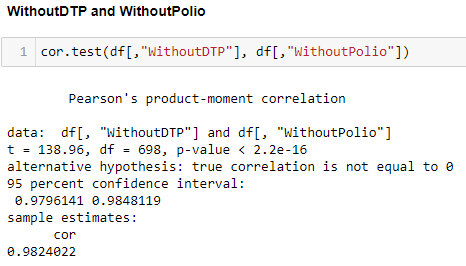 WithoutDTP and WithoutPolio
1 cor.test(df[,"WithoutDTP"], df[,"WithoutPolio"])
Pearson's product-moment correlation
data:  df[, "WithoutDTP"] and df[, "WithoutPolio"]
t = 138.96, df = 698, p-value < 2.2e-16
alternative hypothesis: true correlation is not equal to 0
95 percent confidence interval:
0.9796141 0.9848119
sample estimates:
cor
0.9824022